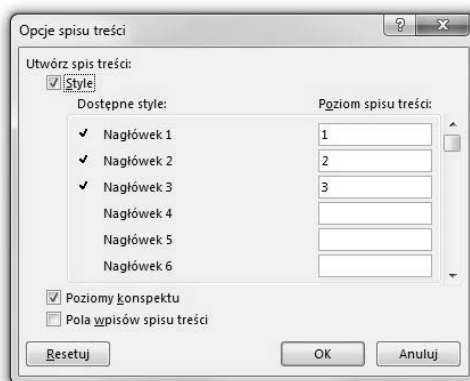 Opcje spisu treści
Utwórz spis treści:
Style
Dostępne style: Poziom spisu treści:
Nagłówek 1 1
Nagłówek 2 2
Nagłówek 3 3
Nagłówek 4
Nagłówek 5
Nagłówek 6
Poziomy konspektu
Pola wpisów spisu treści
Resetuj OK Anuluj